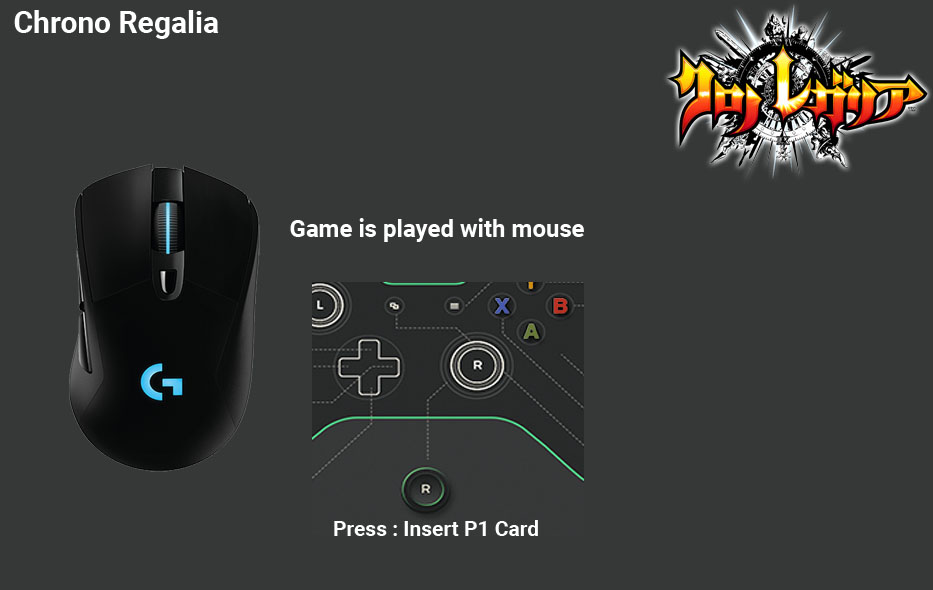 Chrono Regalia
クロノレガリア
Game is played with mouse
L
Y
X
B
A
R
G
R
Press : Insert P1 Card